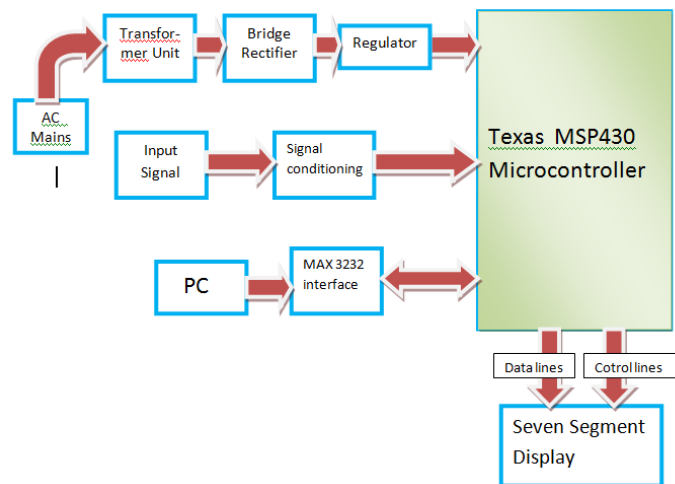 Transfor-
mer Unit
Bridge
Rectifier
Regulator
AC
Mains
Input
Signal
Signal
conditioning
Texas MSP430
Microcontroller
PC
MAX 3232
interface
Data lines
Cotrol lines
Seven Segment
Display